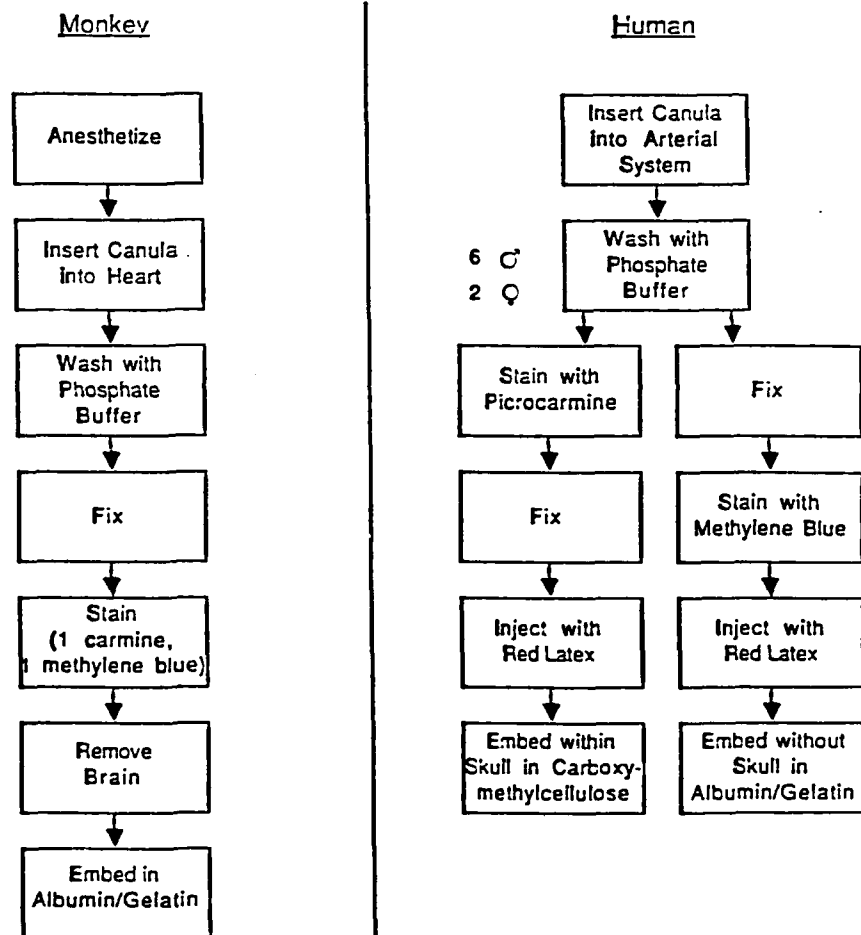 Monkey
Anesthetize
Insert Canula
into Heart
Wash with
Phosphate
Buffer
Fix
Stain
(1 carmine,
1 methylene blue)
Remove
Brain
Embed in
Albumin/Gelatin
Human
Insert Canula
into Arterial
System
6 ♂
2 ♀
Wash with
Phosphate
Buffer
Stain with
Picrocarmine
Fix
Inject with
Red Latex
Embed within
Skull in Carboxy-
methylcellulose
Fix
Stain with
Methylene Blue
Inject with
Red Latex
Embed without
Skull in
Albumin/Gelatin